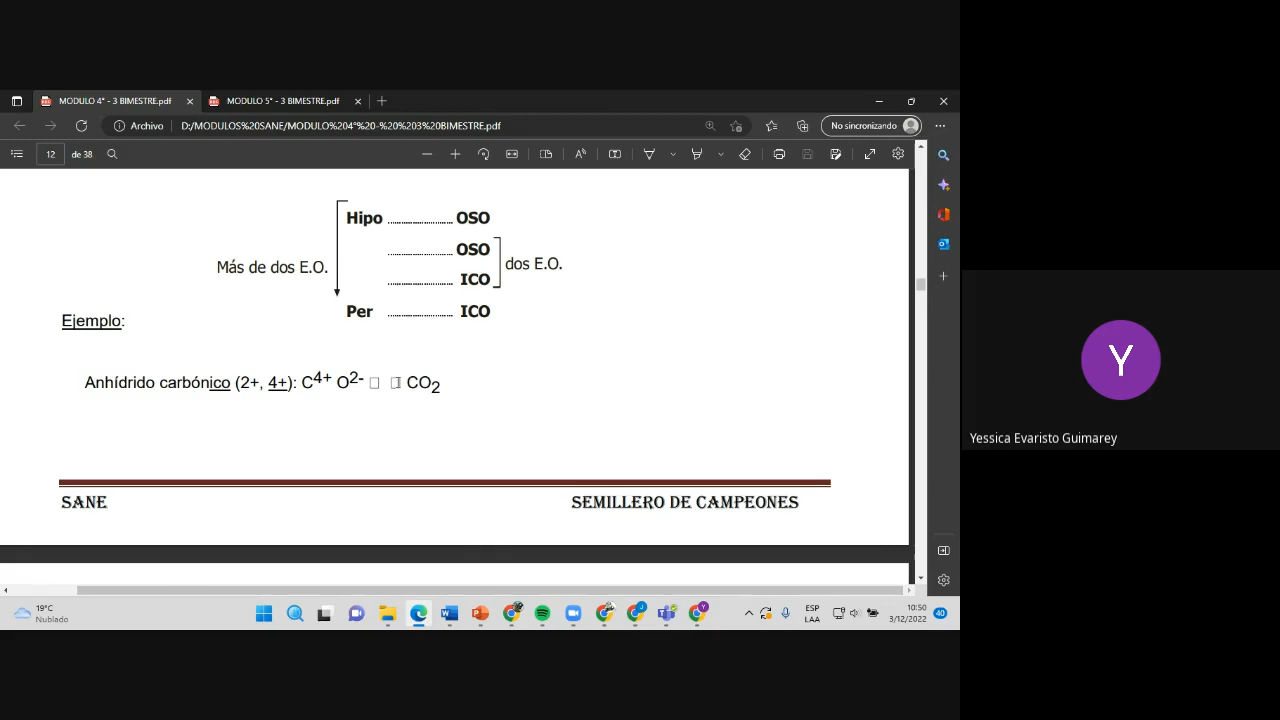 MODULO 4° - 3 BIMESTRE.pdf
MODULO 5° - 3 BIMESTRE.pdf
Archivo
D:/MODULOS%20SANE/MODULO%204°%20-%20%203%20BIMESTRE.pdf
No sincronizando
12 de 38
Hipo .......................... OSO
.......................... OSO
Más de dos E.O.
dos E.O.
.......................... ICO
Per .......................... ICO
Ejemplo:
Anhídrido carbónico (2+, 4+): C4+ O2- □ □ CO2
SANE
SEMILLERO DE CAMPEONES
Y
Yessica Evaristo Guimarey
19°C
Nublado
ESP
LAA
10:50
3/12/2022
40